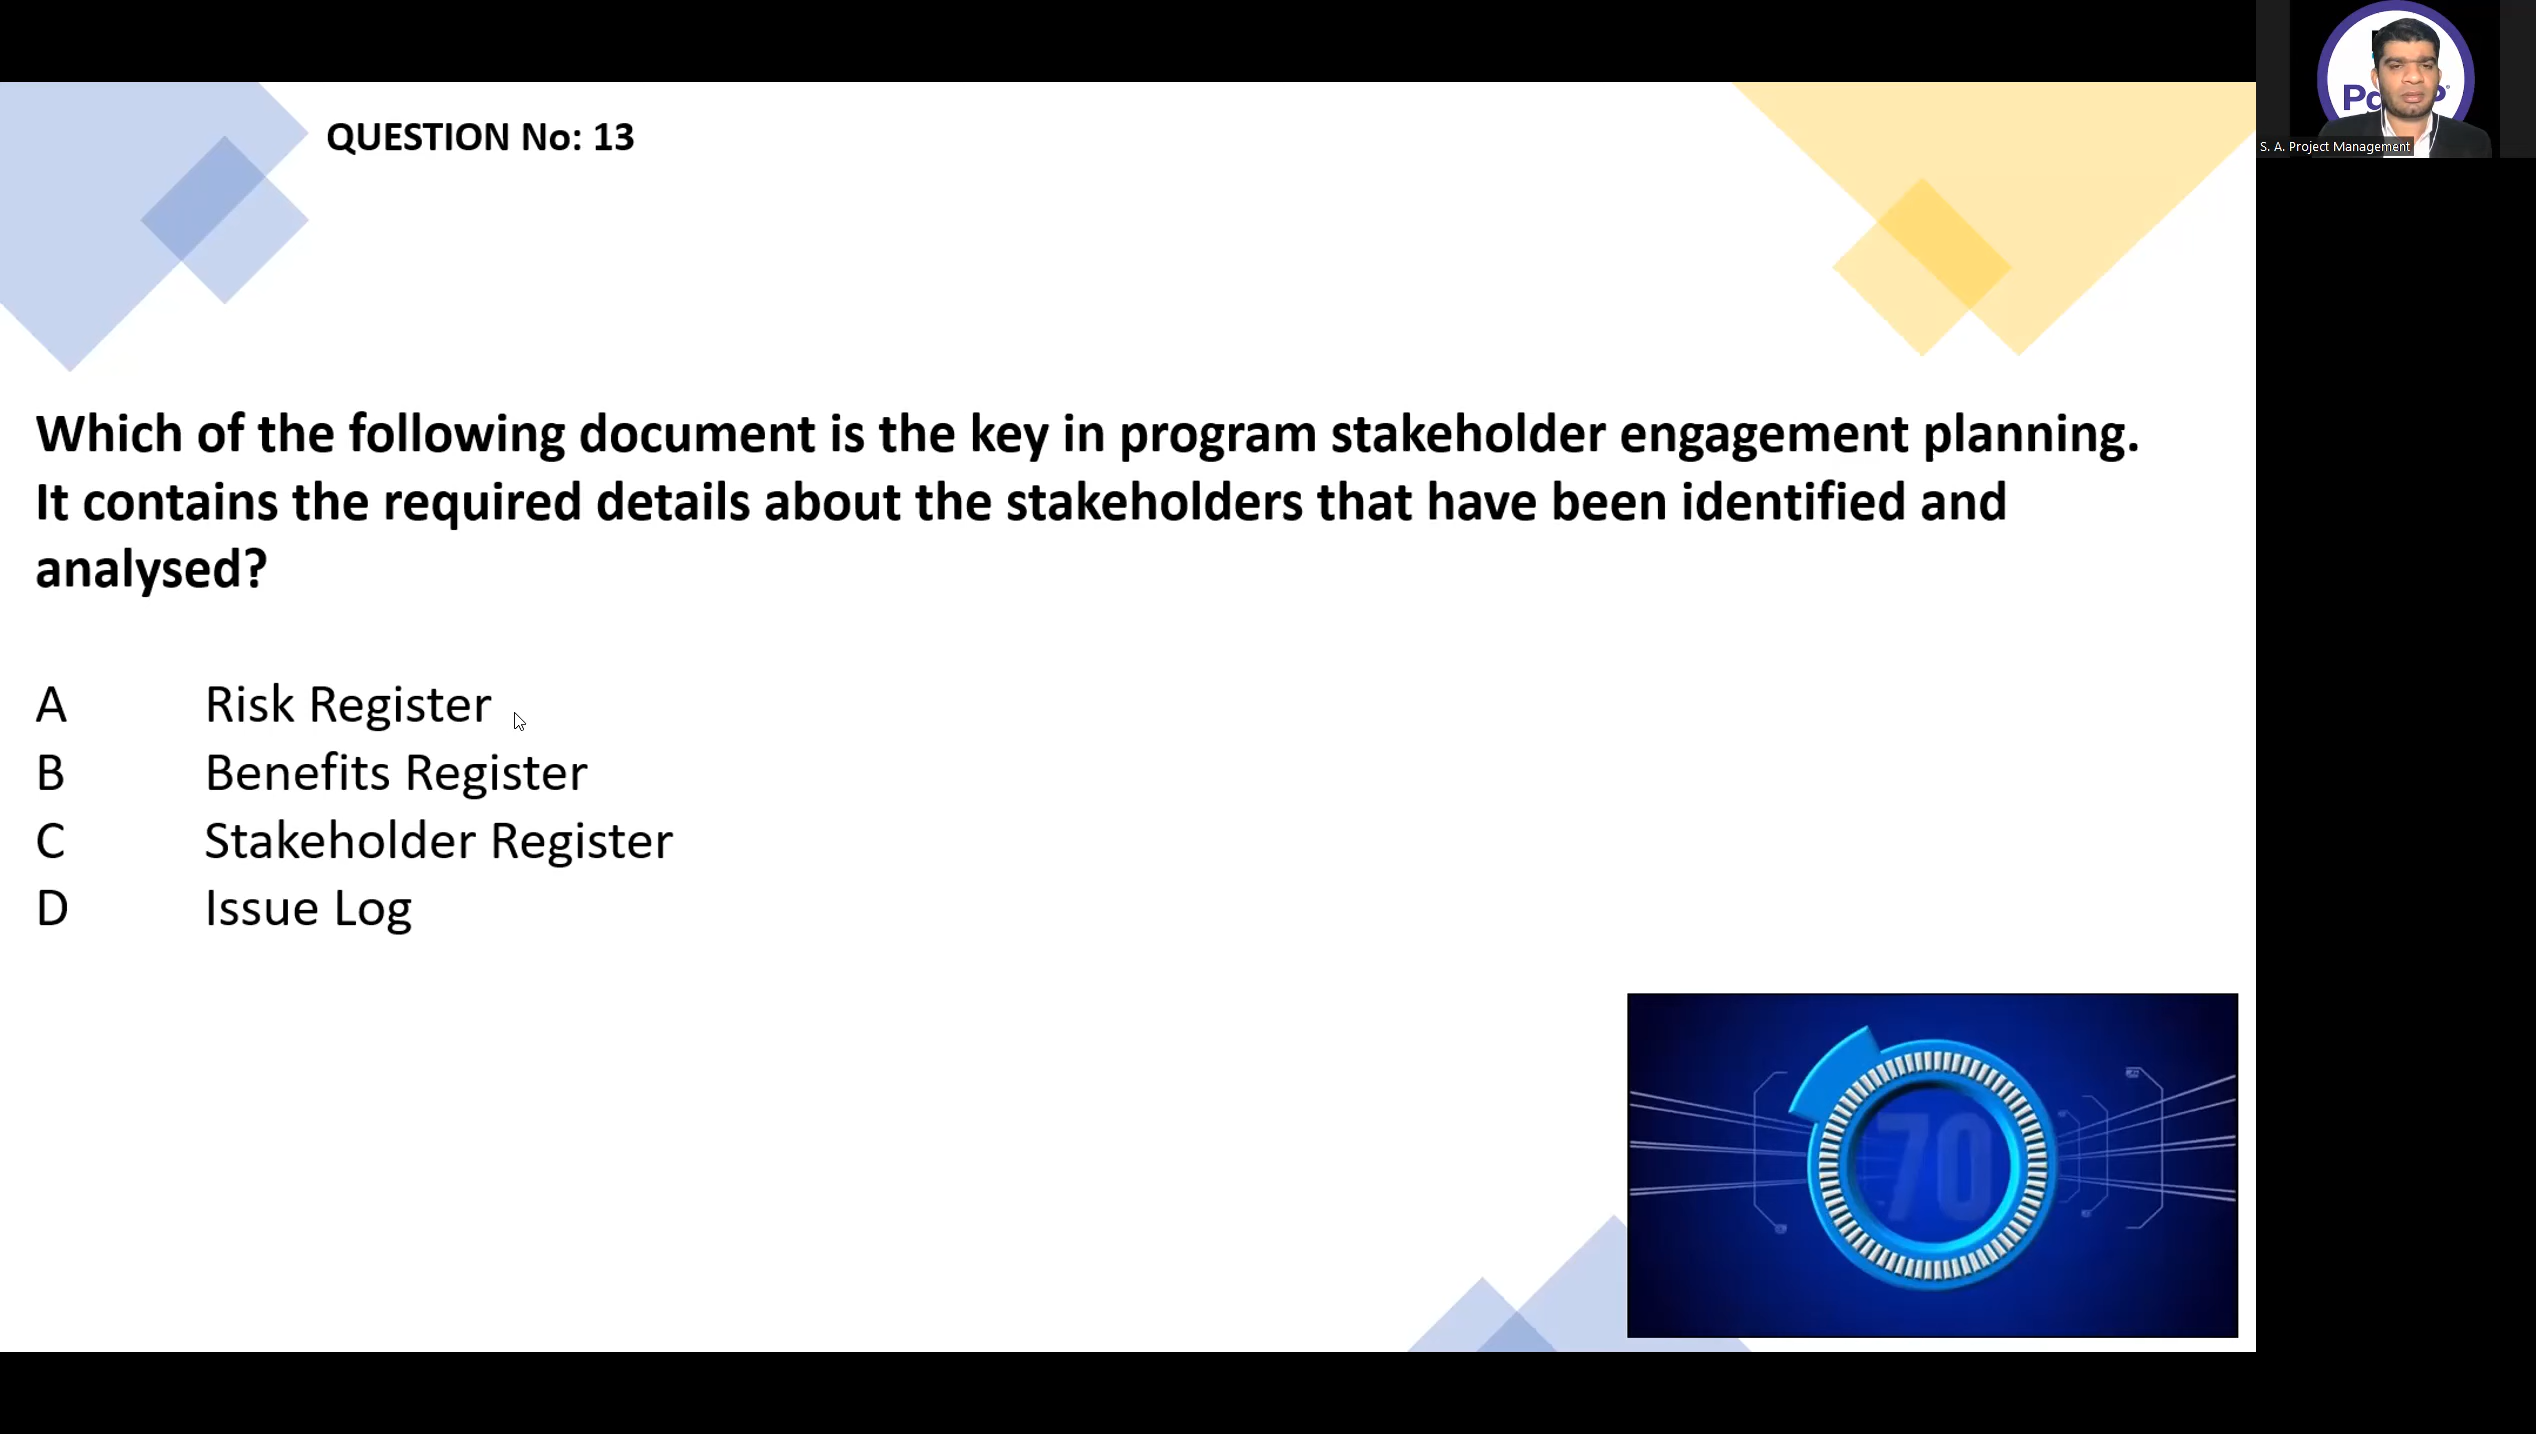 QUESTION No: 13
S. A. Project Management
Which of the following document is the key in program stakeholder engagement planning.
It contains the required details about the stakeholders that have been identified and
analysed?
A Risk Register
B Benefits Register
C Stakeholder Register
D Issue Log
70